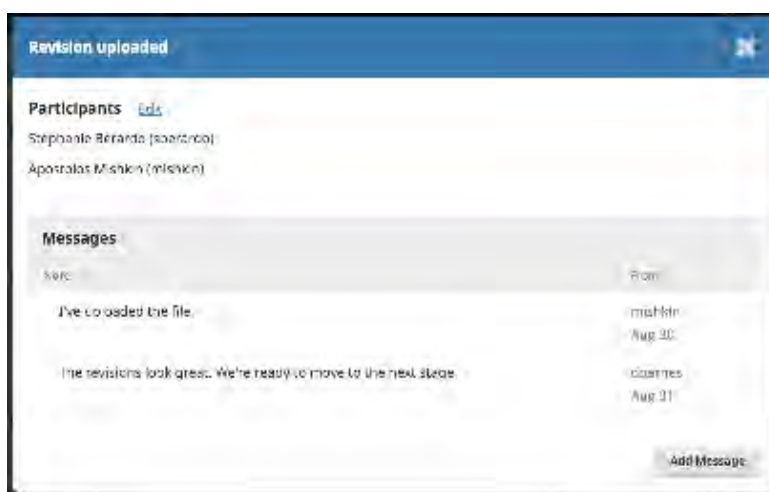 Revision uploaded
Participants Edit
Stephanie Berardo (sberardo)
Apostolos Mishkin (mishkin)
Messages
Note From
I've uploaded the file. mishkin
Aug 30
The revisions look great. We're ready to move to the next stage. 
Aug 31
Add Message